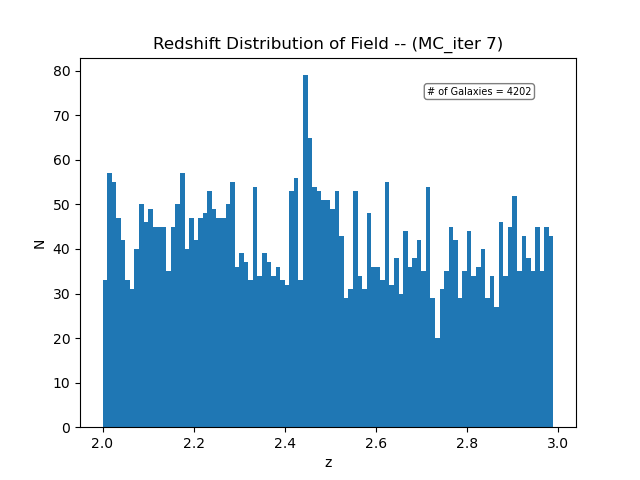 Redshift Distribution of Field -- (MC_iter 7)
# of Galaxies = 4202
80
70
60
50
40
30
20
10
0
N
2.0 2.2 2.4 2.6 2.8 3.0
z